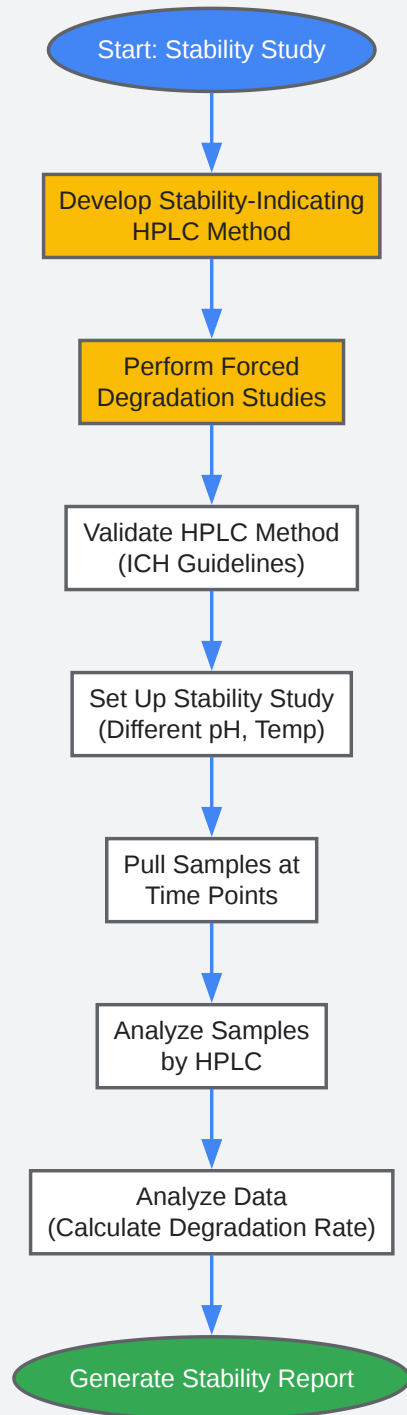 Start: Stability Study
Develop Stability-Indicating
HPLC Method
Perform Forced
Degradation Studies
Validate HPLC Method
(ICH Guidelines)
Set Up Stability Study
(Different pH, Temp)
Pull Samples at
Time Points
Analyze Samples
by HPLC
Analyze Data
(Calculate Degradation Rate)
Generate Stability Report